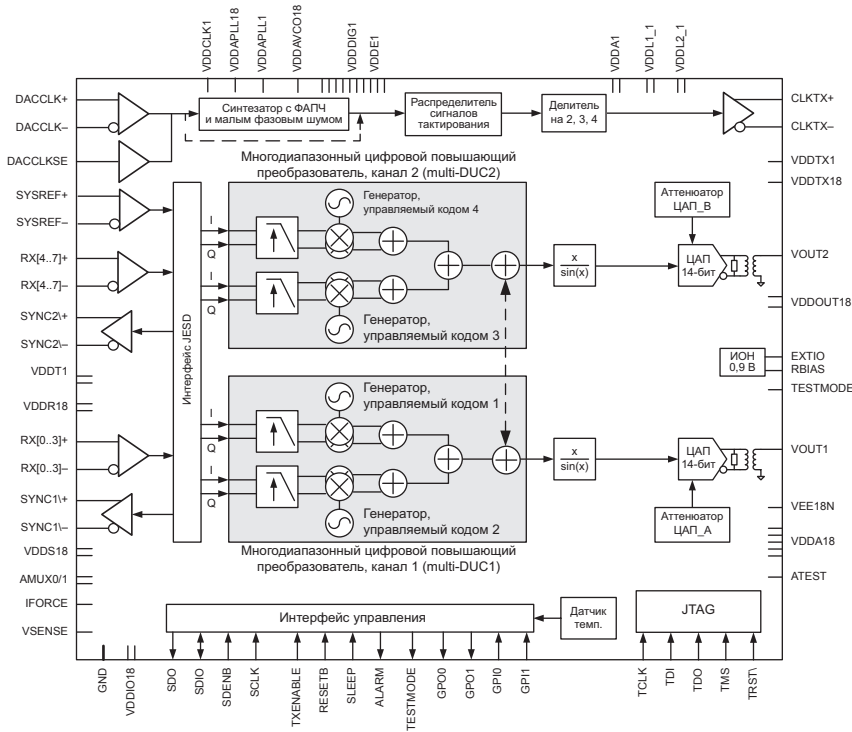 VDDCLK1
VDDAPLL18
VDDAPLL1
VDDAVCO18
VDDDIG1
VDDE1
VDDA1
VDDL1_1
VDDL2_1
DACCLK+
DACCLK–
DACCLKSE
SYSREF+
SYSREF–
RX[4..7]+
RX[4..7]–
SYNC2\+
SYNC2\–
VDDT1
VDDR18
RX[0..3]+
RX[0..3]–
SYNC1\+
SYNC1\–
VDDS18
AMUX0/1
IFORCE
VSENSE
Синтезатор с ФАПЧ
и малым фазовым шумом
Распределитель
сигналов
тактирования
Делитель
на 2, 3, 4
CLKTX+
CLKTX–
VDDTX1
VDDTX18
VOUT2
VDDOUT18
EXTIO
RBIAS
TESTMODE
VOUT1
VEE18N
VDDA18
ATEST
Многодиапазонный цифровой повышающий
преобразователь, канал 2 (multi-DUC2)
Интерфейс JESD
I
Q
I
Q
Генератор,
управляемый кодом 4
Генератор,
управляемый кодом 3
x
sin(x)
Аттенюатор
ЦАП_B
ЦАП
14-бит
ИОН
0,9 В
I
Q
I
Q
Генератор,
управляемый кодом 1
Генератор,
управляемый кодом 2
x
sin(x)
ЦАП
14-бит
Аттенюатор
ЦАП_A
Многодиапазонный цифровой повышающий
преобразователь, канал 1 (multi-DUC1)
Интерфейс управления
Датчик
темп.
JTAG
GND
VDDIO18
SDO
SDIO
SDENB
SCLK
TXENABLE
RESETB
SLEEP
ALARM
TESTMODE
GPO0
GPO1
GPI0
GPI1
TCLK
TDI
TDO
TMS
TRST\